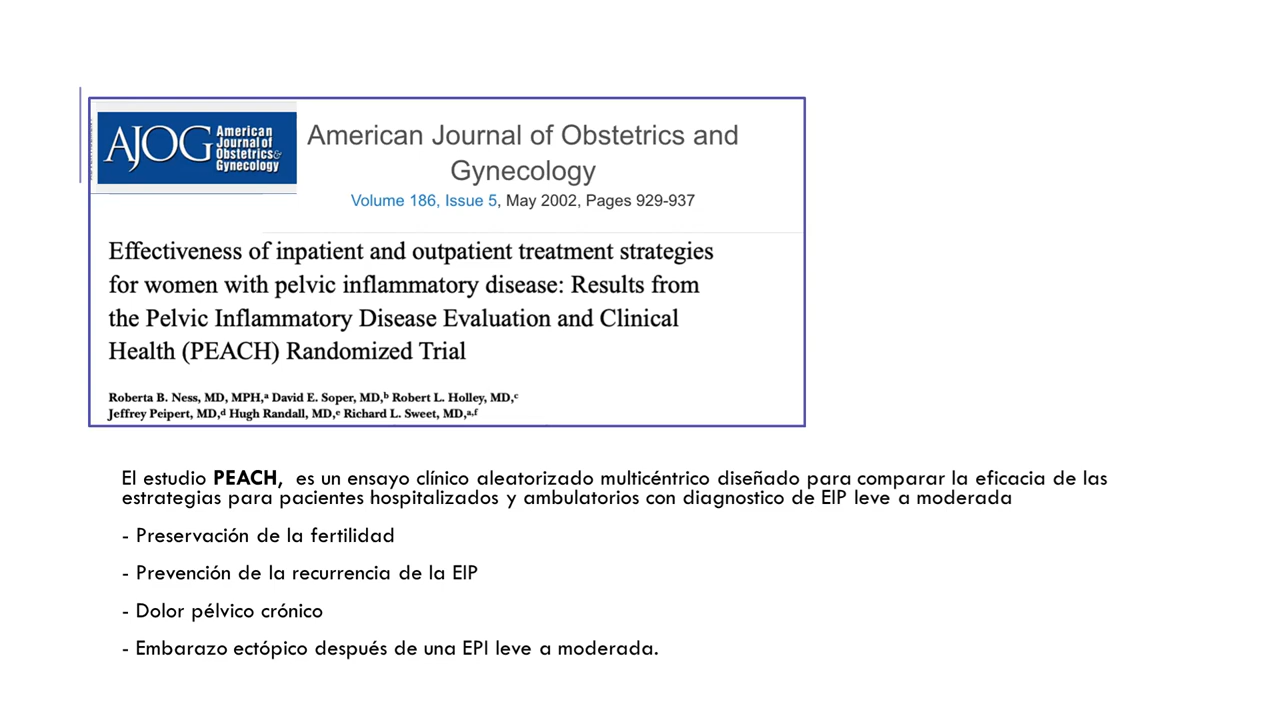 AJOG American
Journal of
Obstetrics&
Gynecology
American Journal of Obstetrics and
Gynecology
Volume 186, Issue 5, May 2002, Pages 929-937
Effectiveness of inpatient and outpatient treatment strategies
for women with pelvic inflammatory disease: Results from
the Pelvic Inflammatory Disease Evaluation and Clinical
Health (PEACH) Randomized Trial
Roberta B. Ness, MD, MPH,ª David E. Soper, MD,ᵇ Robert L. Holley, MD,ᶜ
Jeffrey Peipert, MD,ᵈ Hugh Randall, MD,ᵉ Richard L. Sweet, MD,ª,ᶠ
El estudio PEACH, es un ensayo clínico aleatorizado multicéntrico diseñado para comparar la eficacia de las
estrategias para pacientes hospitalizados y ambulatorios con diagnostico de EIP leve a moderada
- Preservación de la fertilidad
- Prevención de la recurrencia de la EIP
- Dolor pélvico crónico
- Embarazo ectópico después de una EPI leve a moderada.